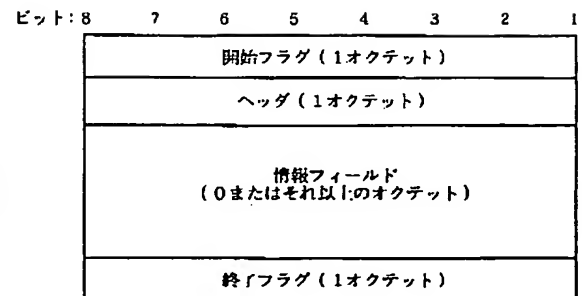 ビット: 8 7 6 5 4 3 2 1
開始フラグ (1オクテット)
ヘッダ (1オクテット)
情報フィールド
(0またはそれ以上のオクテット)
終了フラグ (1オクテット)